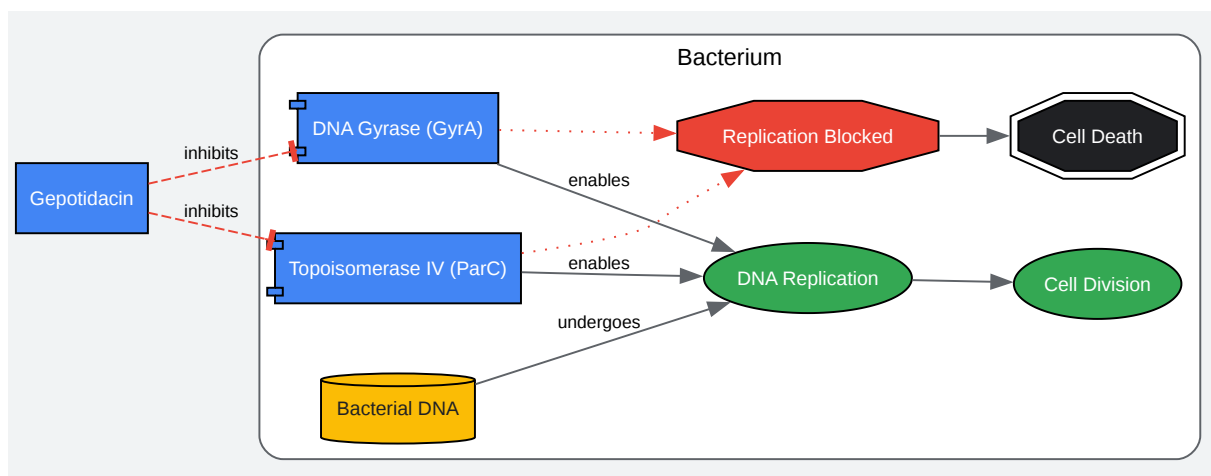 Bacterium
DNA Gyrase (GyrA)
Replication Blocked
Cell Death
inhibits
Gepotidacin
enables
inhibits
Topoisomerase IV (ParC)
enables
DNA Replication
Cell Division
undergoes
Bacterial DNA